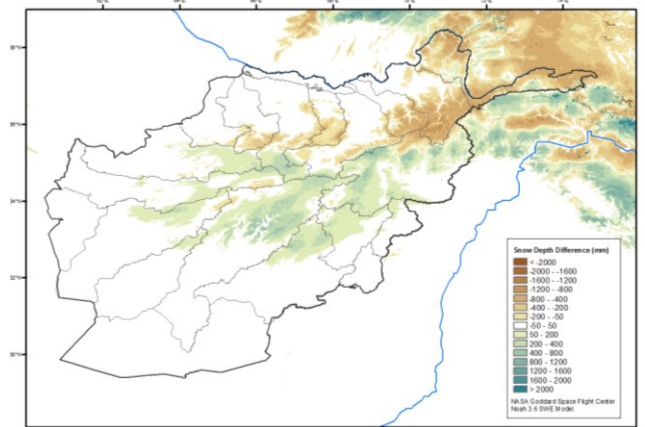 Snow Depth Difference (mm)
< -2000
-2000 - -1600
-1600 - -1200
-1200 - -800
-800 - -400
-400 - -200
-200 - -50
-50 - 50
50 - 200
200 - 400
400 - 800
800 - 1200
1200 - 1600
1600 - 2000
> 2000
NASA Goddard Space Flight Center
Noah 3.6 SWE Model